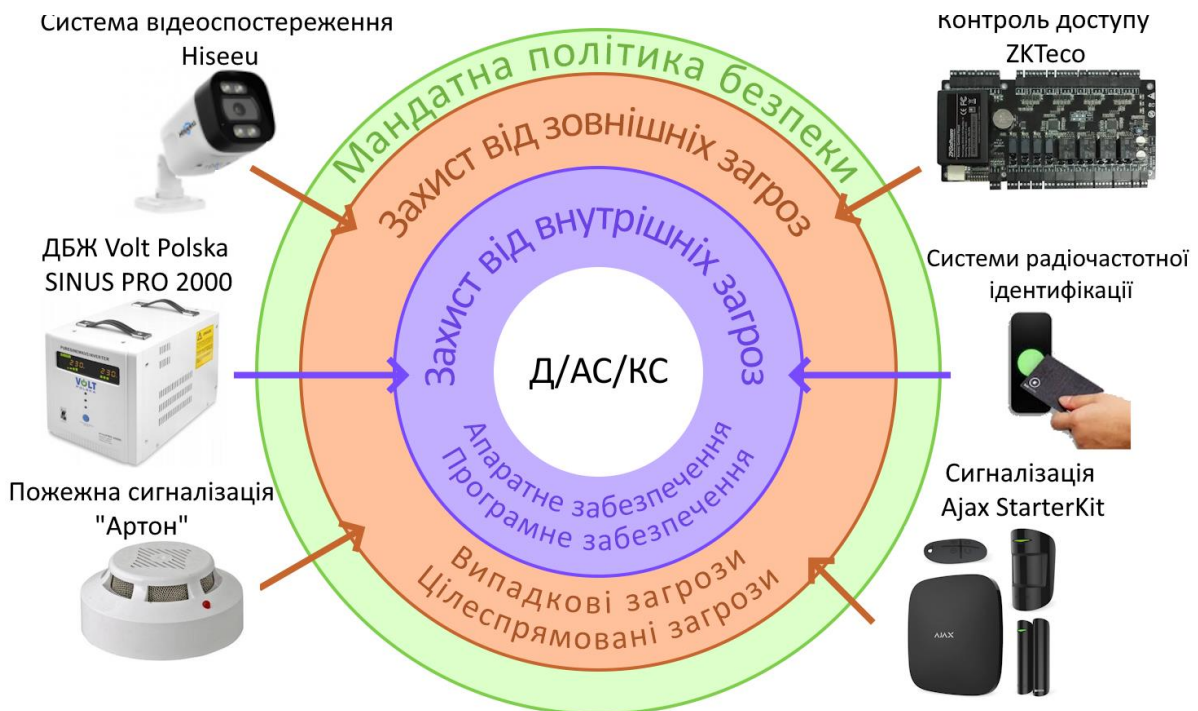 Система відеоспостереження
Hiseeu
Контроль доступу
ZKTeco
Мандатна політика безпеки
Захист від зовнішніх загроз
Захист від внутрішніх загроз
ДБЖ Volt Polska
SINUS PRO 2000
Системи радіочастотної
ідентифікації
Д/АС/КС
Апаратне забезпечення
Програмне забезпечення
Пожежна сигналізація
"Артон"
Сигналізація
Ajax StarterKit
Випадкові загрози
Цілеспрямовані загрози
VOLT
AJAX